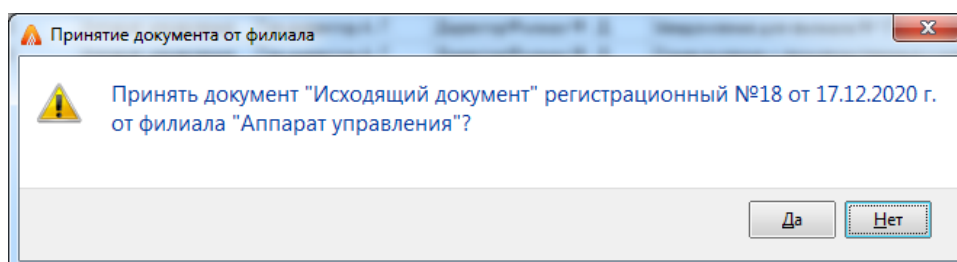 Принятие документа от филиала
Принять документ "Исходящий документ" регистрационный №18 от 17.12.2020 г.
от филиала "Аппарат управления"?
Да
Нет